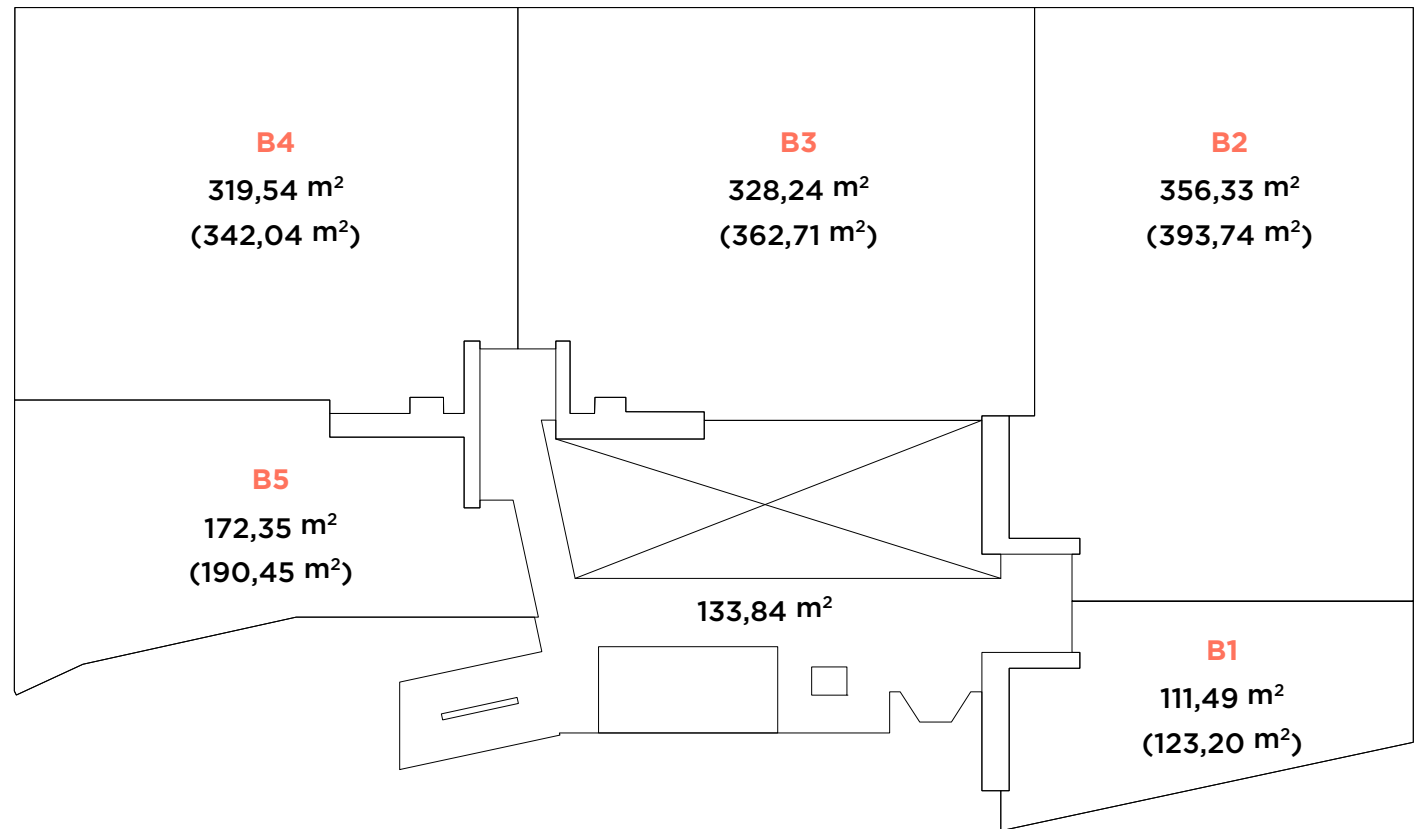 B4
319,54 m²
(342,04 m²)
B3
328,24 m²
(362,71 m²)
B2
356,33 m²
(393,74 m²)
B5
172,35 m²
(190,45 m²)
133,84 m²
B1
111,49 m²
(123,20 m²)